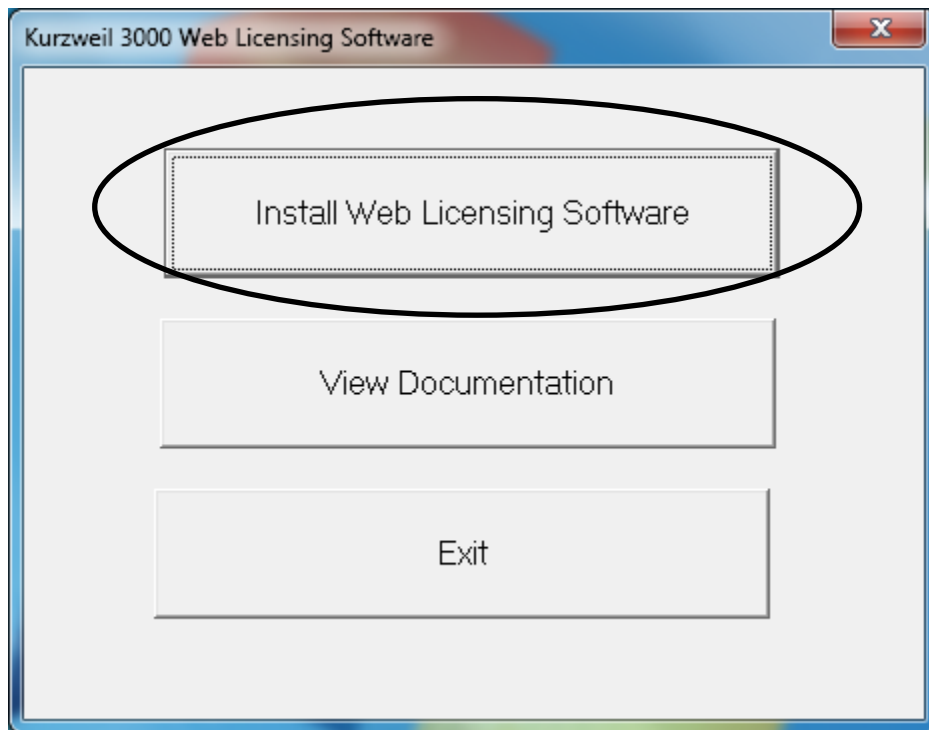 Kurzweil 3000 Web Licensing Software
Install Web Licensing Software
View Documentation
Exit